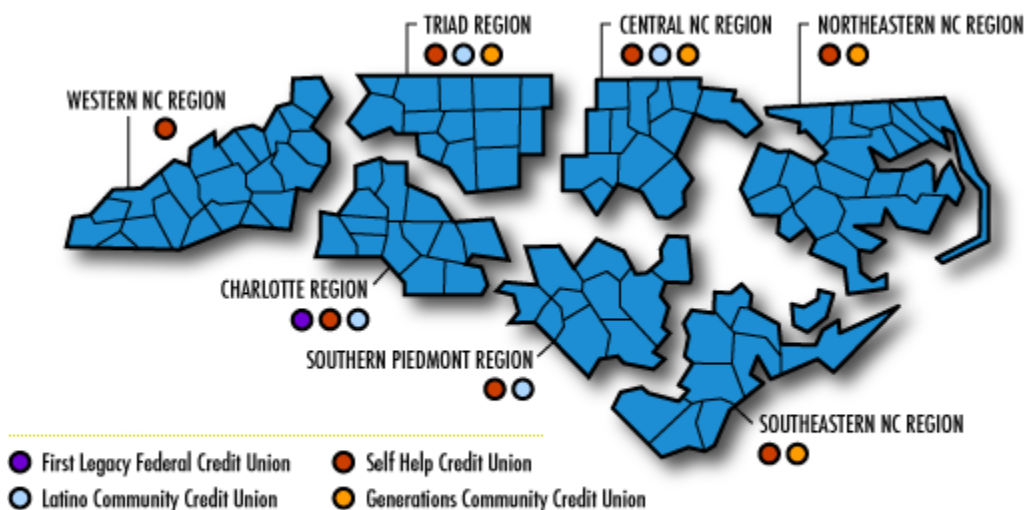 TRIAD REGION
CENTRAL NC REGION
NORTHEASTERN NC REGION
WESTERN NC REGION
CHARLOTTE REGION
SOUTHERN PIEDMONT REGION
SOUTHEASTERN NC REGION
First Legacy Federal Credit Union
Self Help Credit Union
Latino Community Credit Union
Generations Community Credit Union